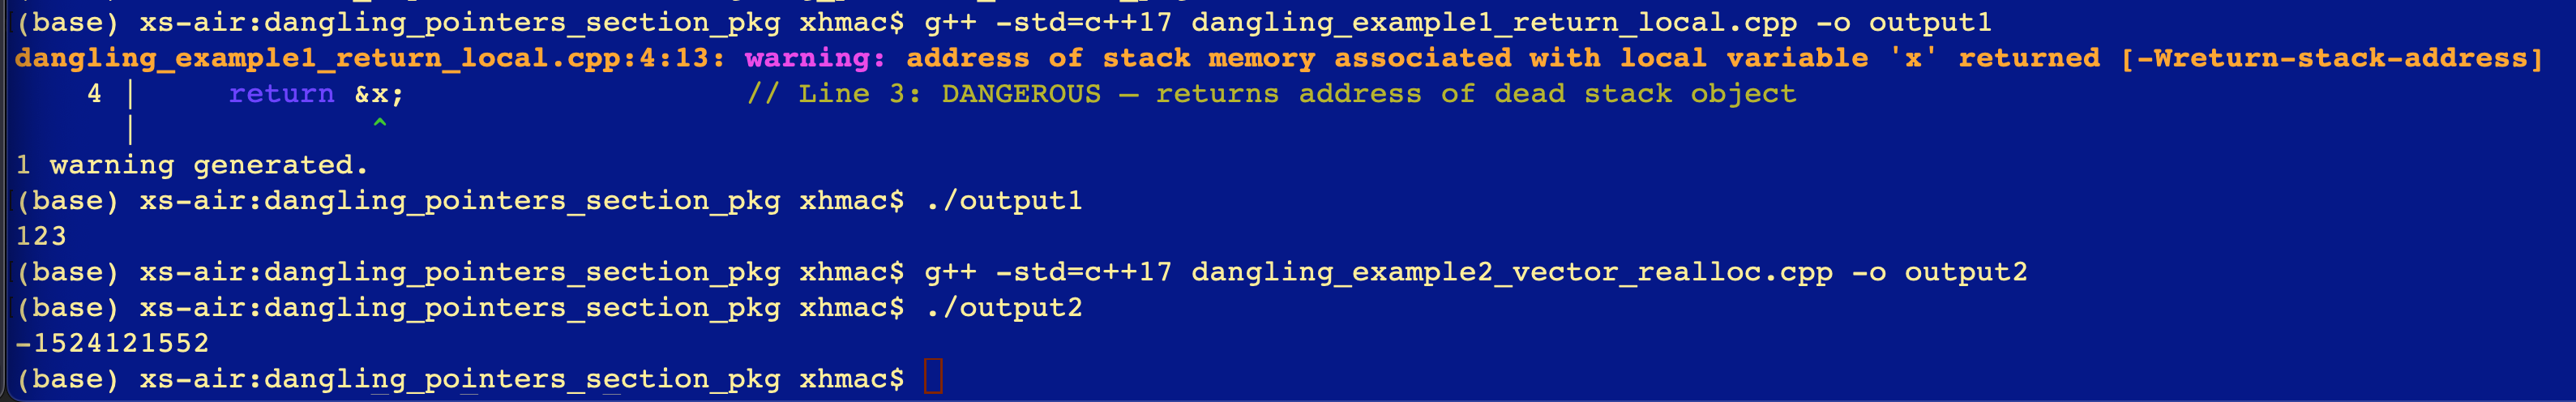 (base) xs-air:dangling_pointers_section_pkg xhmac$ g++ -std=c++17 dangling_example1_return_local.cpp -o output1
dangling_example1_return_local.cpp:4:13: warning: address of stack memory associated with local variable 'x' returned [-Wreturn-stack-address]
    4 |     return &x;                   // Line 3: DANGEROUS — returns address of dead stack object
      |             ^
1 warning generated.
(base) xs-air:dangling_pointers_section_pkg xhmac$ ./output1
123
(base) xs-air:dangling_pointers_section_pkg xhmac$ g++ -std=c++17 dangling_example2_vector_realloc.cpp -o output2
(base) xs-air:dangling_pointers_section_pkg xhmac$ ./output2
-1524121552
(base) xs-air:dangling_pointers_section_pkg xhmac$